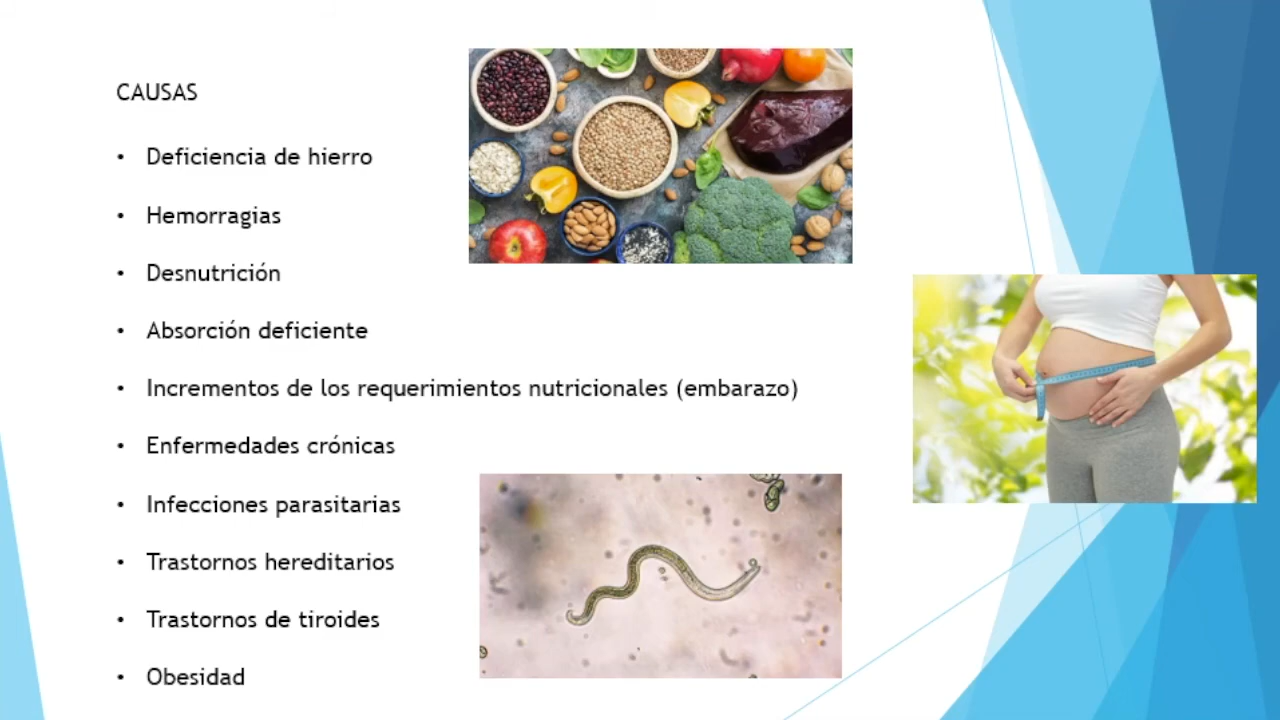 CAUSAS
• Deficiencia de hierro
• Hemorragias
• Desnutrición
• Absorción deficiente
• Incrementos de los requerimientos nutricionales (embarazo)
• Enfermedades crónicas
• Infecciones parasitarias
• Trastornos hereditarios
• Trastornos de tiroides
• Obesidad